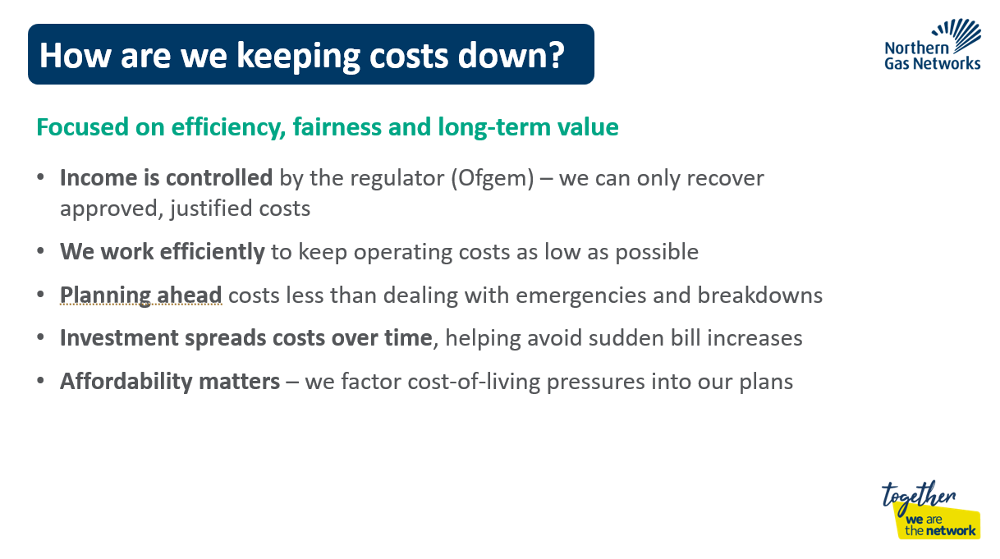 How are we keeping costs down?
Northern
Gas Networks
Focused on efficiency, fairness and long-term value
• Income is controlled by the regulator (Ofgem) – we can only recover
approved, justified costs
• We work efficiently to keep operating costs as low as possible
• Planning ahead costs less than dealing with emergencies and breakdowns
• Investment spreads costs over time, helping avoid sudden bill increases
• Affordability matters – we factor cost-of-living pressures into our plans
together
we are
the network